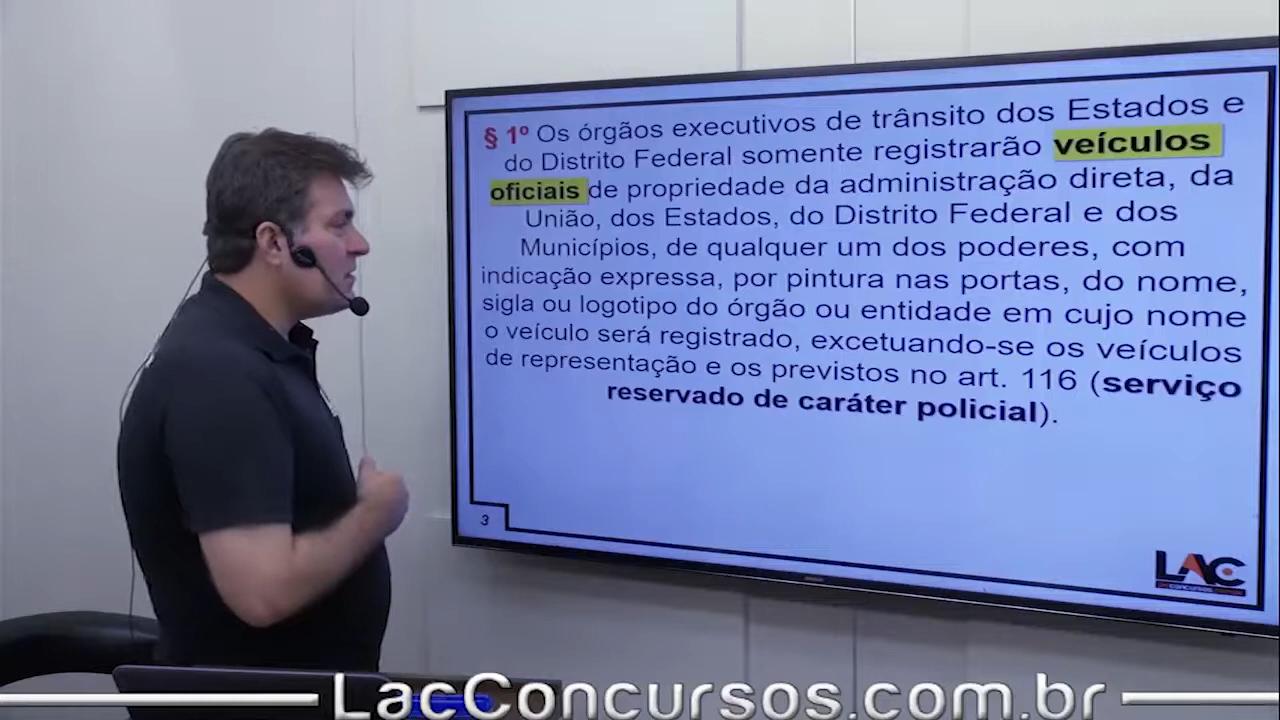 § 1º Os órgãos executivos de trânsito dos Estados e
do Distrito Federal somente registrarão veículos
oficiais de propriedade da administração direta, da
União, dos Estados, do Distrito Federal e dos
Municípios, de qualquer um dos poderes, com
indicação expressa, por pintura nas portas, do nome,
sigla ou logotipo do órgão ou entidade em cujo nome
o veículo será registrado, excetuando-se os veículos
de representação e os previstos no art. 116 (serviço
reservado de caráter policial).
3
LAC
LacConcursos.com.br